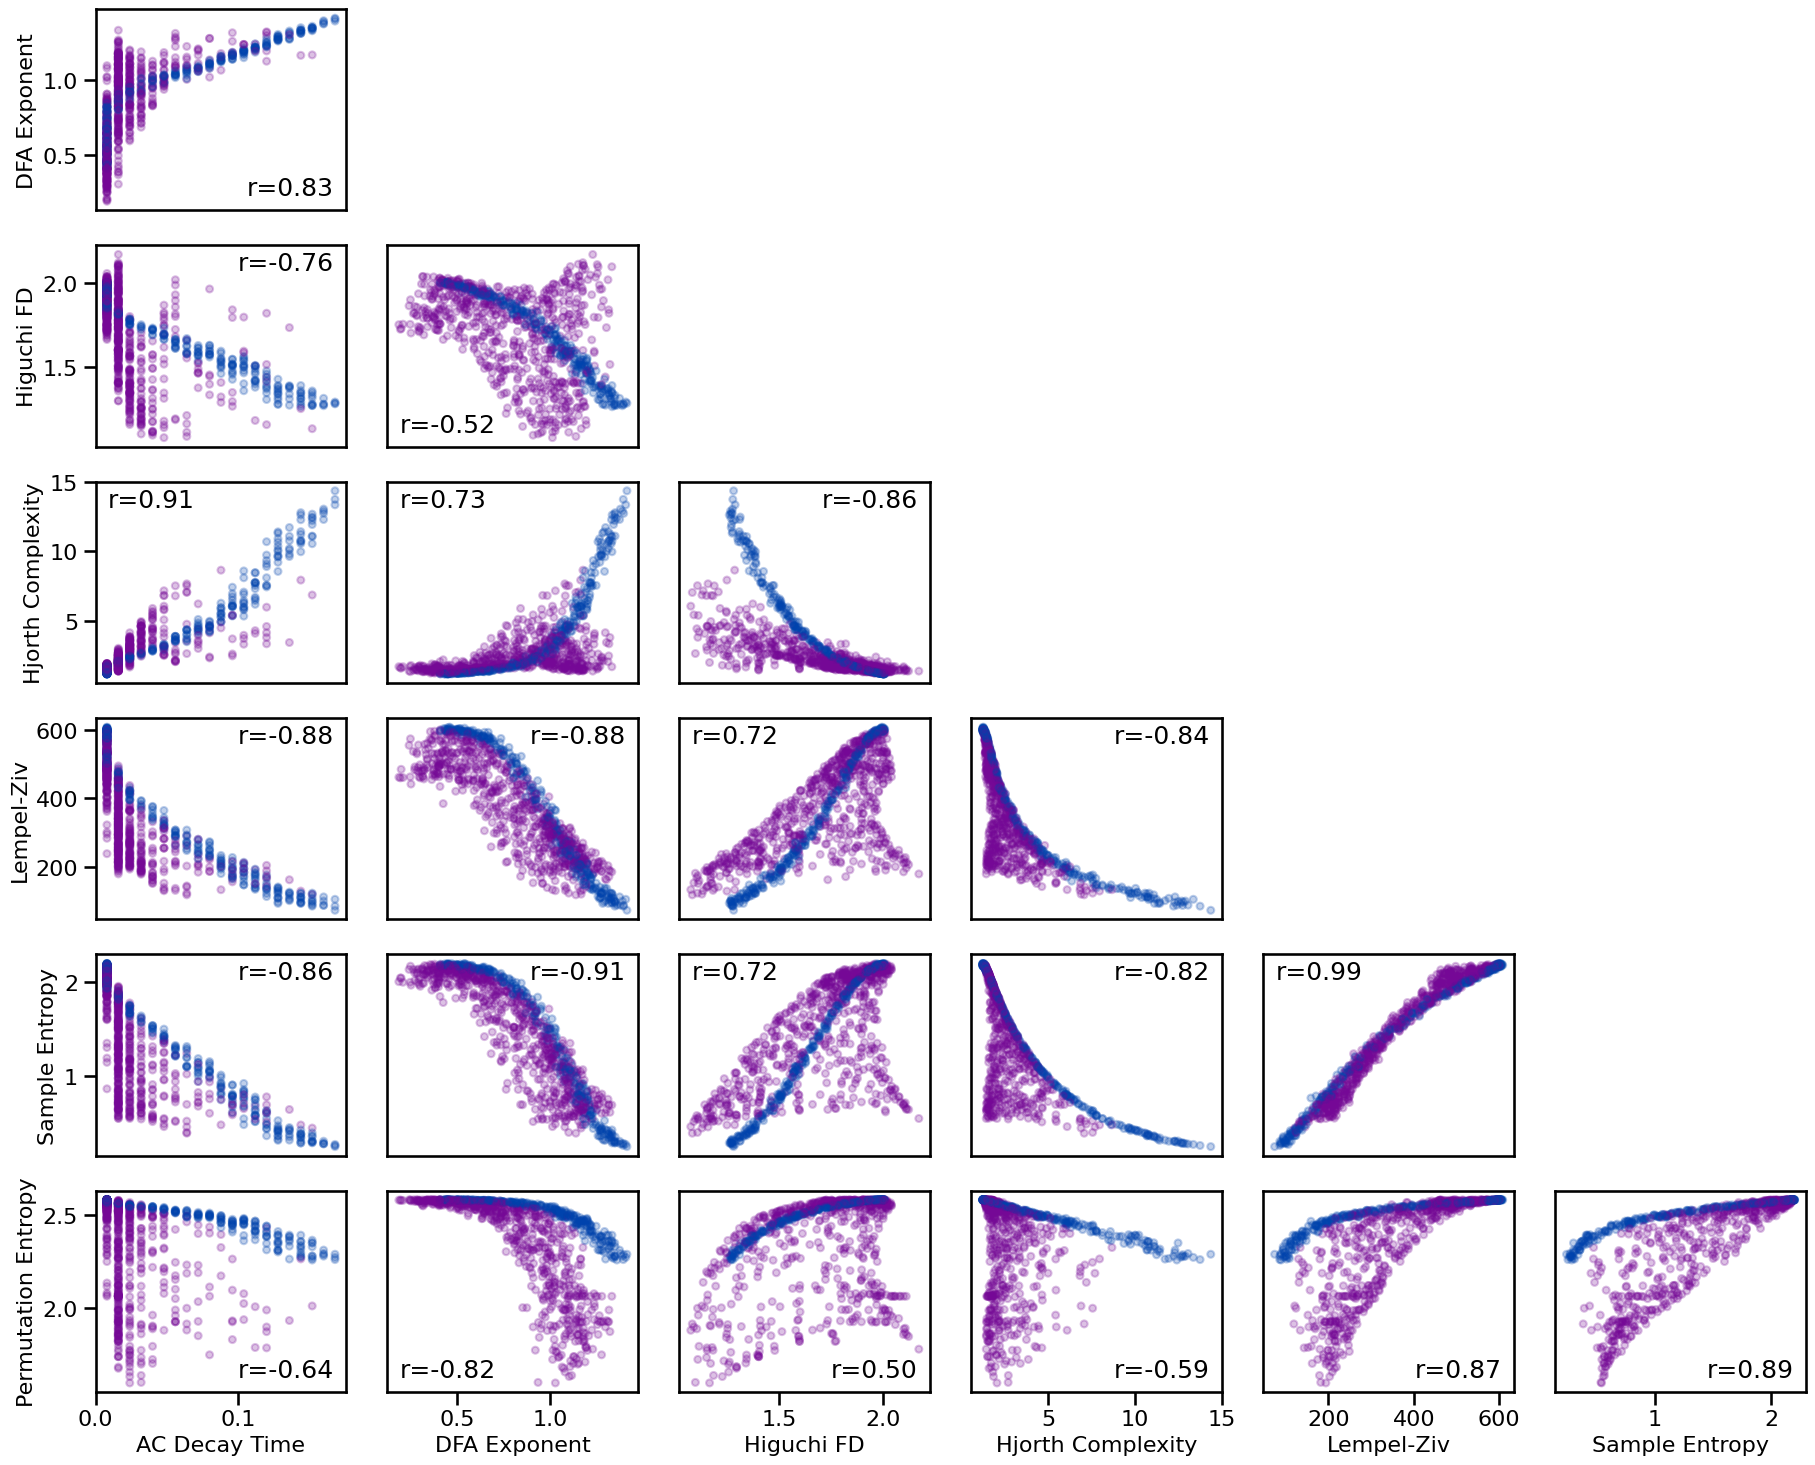 DFA Exponent
1.0
0.5
r=0.83
Higuchi FD
2.0
1.5
r=-0.76
r=-0.52
Hjorth Complexity
15
10
5
r=0.91
r=0.73
r=-0.86
Lempel-Ziv
600
400
200
r=-0.88
r=-0.88
r=0.72
r=-0.84
Sample Entropy
2
1
r=-0.86
r=-0.91
r=0.72
r=-0.82
r=0.99
Permutation Entropy
2.5
2.0
r=-0.64
r=-0.82
r=0.50
r=-0.59
r=0.87
r=0.89
0.0 0.1
0.5 1.0
1.5 2.0
5 10 15
200 400 600
1 2
AC Decay Time
DFA Exponent
Higuchi FD
Hjorth Complexity
Lempel-Ziv
Sample Entropy